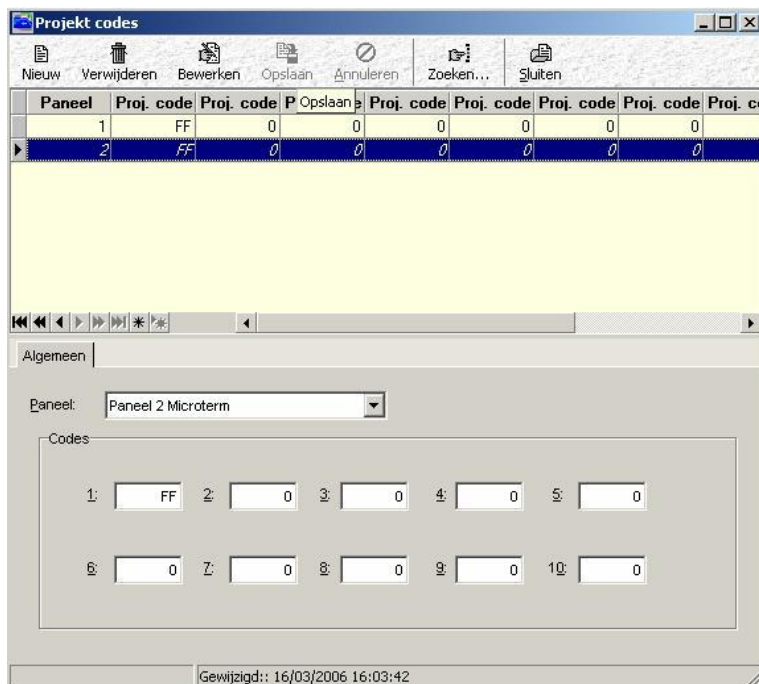 Projekt codes
Nieuw Verwijderen Bewerken Opslaan Annuleren Zoeken... Sluiten
Paneel Proj. code Proj. code P Opslaan e Proj. code Proj. code Proj. code Proj. code Proj. c
1 FF 0 0 0 0 0 0
2 FF 0 0 0 0 0 0
Algemeen
Paneel: Paneel 2 Microterm
Codes
1: FF 2: 0 3: 0 4: 0 5: 0
6: 0 7: 0 8: 0 9: 0 10: 0
Gewijzigd:: 16/03/2006 16:03:42